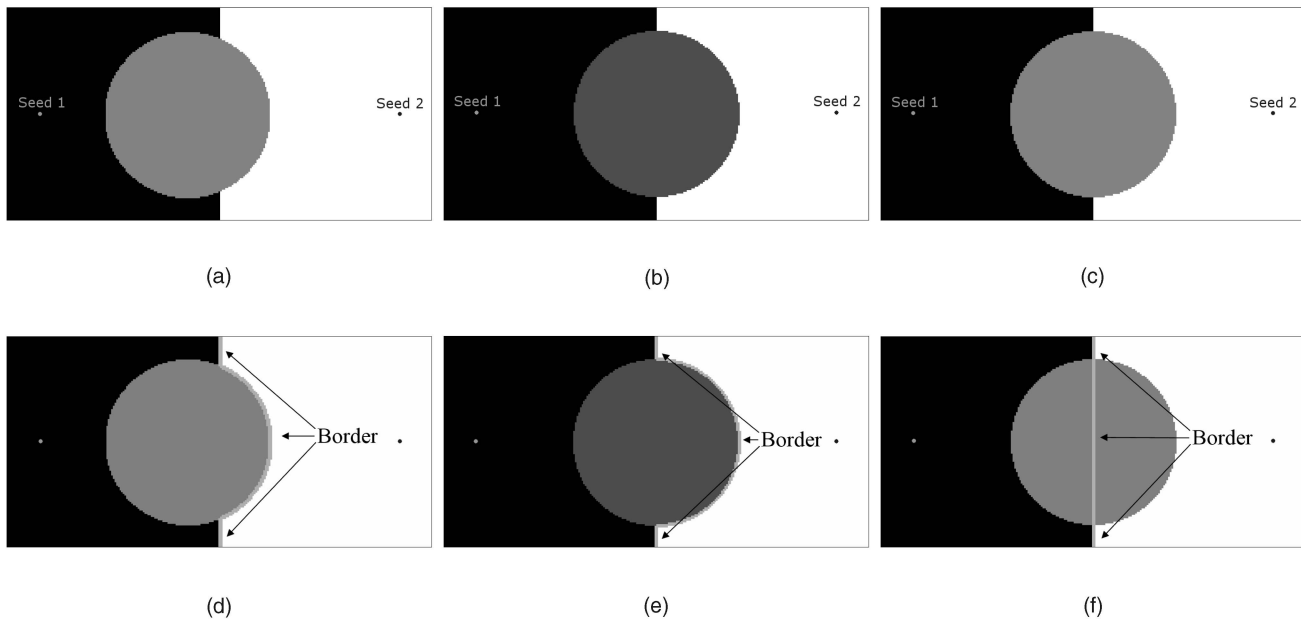 Seed 1
Seed 2
Seed 1
Seed 2
Seed 1
Seed 2
(a)
(b)
(c)
Border
Border
Border
(d)
(e)
(f)